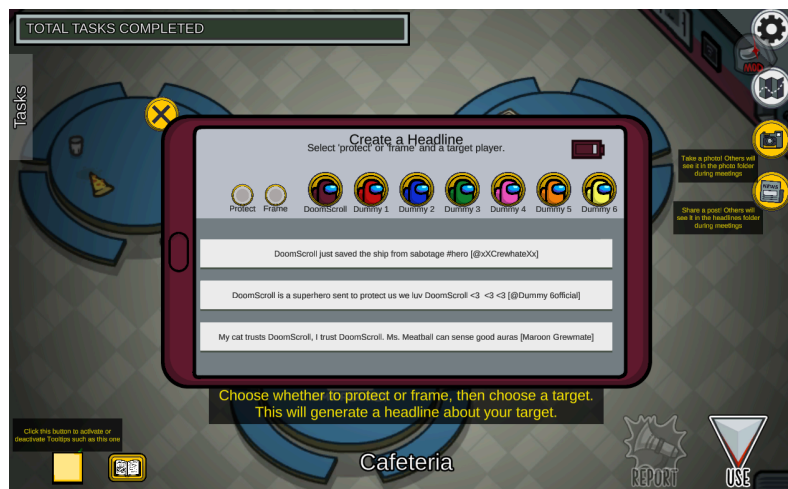 TOTAL TASKS COMPLETED
Tasks
MOD
Create a Headline
Select 'protect' or 'frame' and a target player.
Protect Frame DoomScroll Dummy 1 Dummy 2 Dummy 3 Dummy 4 Dummy 5 Dummy 6
DoomScroll just saved the ship from sabotage #hero [@xXCrewhateXx]
DoomScroll is a superhero sent to protect us we luv DoomScroll <3 <3 <3 [@Dummy 6official]
My cat trusts DoomScroll, I trust DoomScroll. Ms. Meatball can sense good auras [Maroon Grewmate]
Take a photo! Others will
see it in the photo folder
during meetings
NEWS
Share a post! Others will
see it in the headlines folder
during meetings
Choose whether to protect or frame, then choose a target.
This will generate a headline about your target.
Click this button to activate or
deactivate Tooltips such as this one
Cafeteria
REPORT
USE